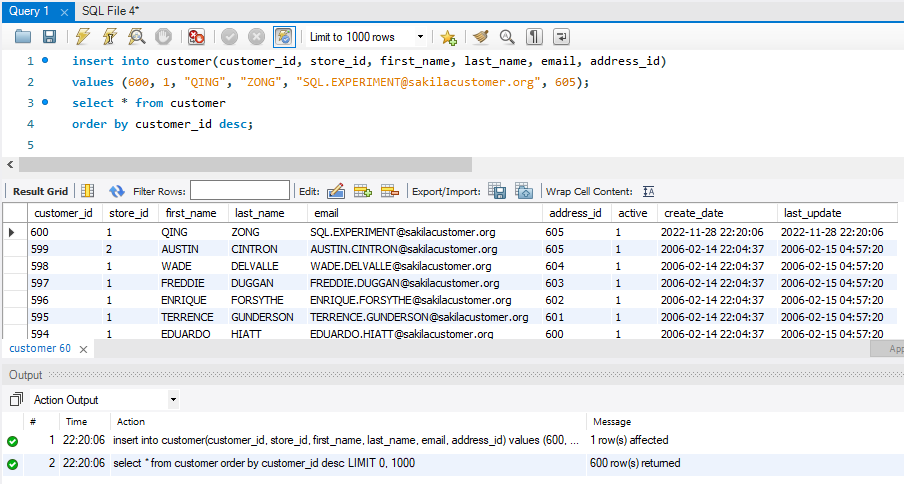 Query 1 SQL File 4*
Limit to 1000 rows
1 insert into customer(customer_id, store_id, first_name, last_name, email, address_id)
2 values (600, 1, "QING", "ZONG", "SQL.EXPERIMENT@sakilacustomer.org", 605);
3 select * from customer
4 order by customer_id desc;
5
Result Grid Filter Rows: Edit: Export/Import: Wrap Cell Content:
customer_id store_id first_name last_name email address_id active create_date last_update
600 1 QING ZONG SQL.EXPERIMENT@sakilacustomer.org 605 1 2022-11-28 22:20:06 2022-11-28 22:20:06
599 2 AUSTIN CINTRON AUSTIN.CINTRON@sakilacustomer.org 605 1 2006-02-14 22:04:37 2006-02-15 04:57:20
598 1 WADE DELVALLE WADE.DELVALLE@sakilacustomer.org 604 1 2006-02-14 22:04:37 2006-02-15 04:57:20
597 1 FREDDIE DUGGAN FREDDIE.DUGGAN@sakilacustomer.org 603 1 2006-02-14 22:04:37 2006-02-15 04:57:20
596 1 ENRIQUE FORSYTHE ENRIQUE.FORSYTHE@sakilacustomer.org 602 1 2006-02-14 22:04:37 2006-02-15 04:57:20
595 1 TERRENCE GUNDERSON TERRENCE.GUNDERSON@sakilacustomer.org 601 1 2006-02-14 22:04:37 2006-02-15 04:57:20
594 1 EDUARDO HIATT EDUARDO.HIATT@sakilacustomer.org 600 1 2006-02-14 22:04:37 2006-02-15 04:57:20
customer 60 Ap
Output
Action Output
# Time Action Message
1 22:20:06 insert into customer(customer_id, store_id, first_name, last_name, email, address_id) values (600, ... 1 row(s) affected
2 22:20:06 select * from customer order by customer_id desc LIMIT 0, 1000 600 row(s) returned